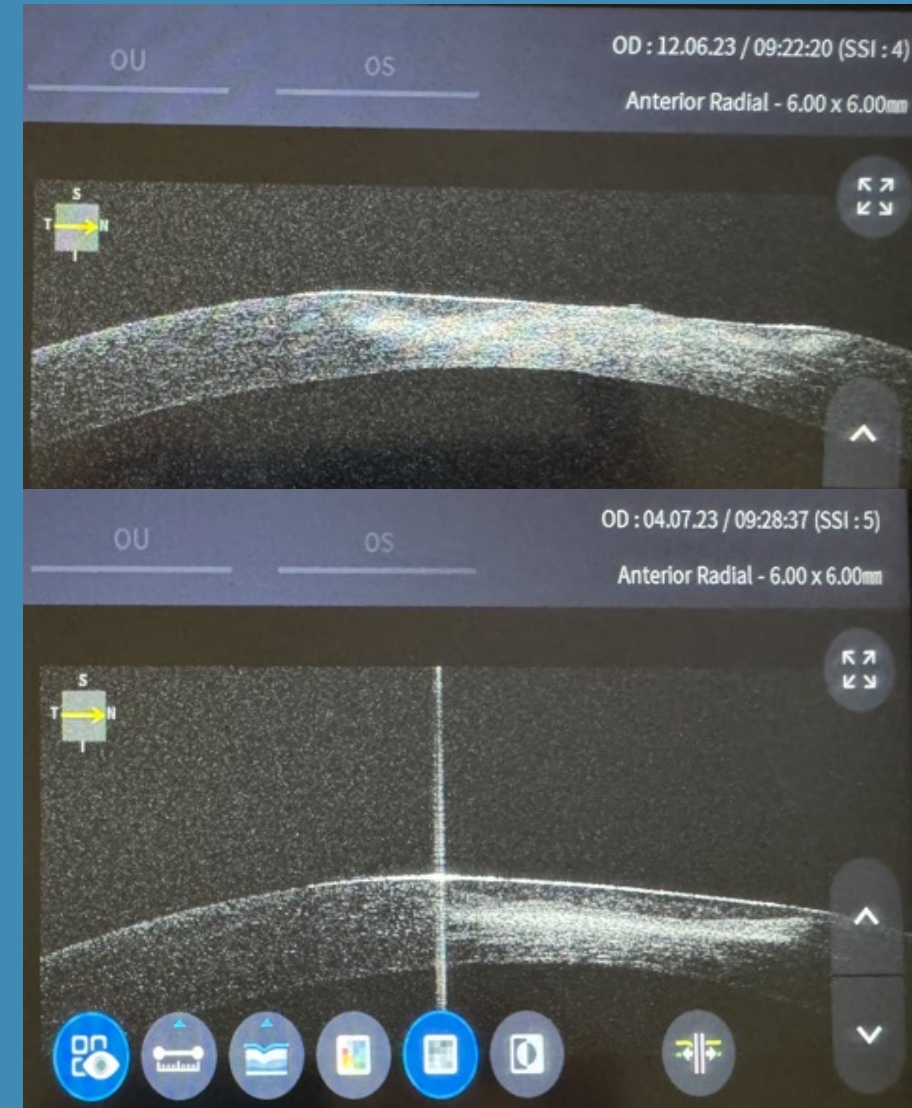 OU
OS
OD : 12.06.23 / 09:22:20 (SSI : 4)
Anterior Radial - 6.00 x 6.00mm
S
T N
I
OU
OS
OD : 04.07.23 / 09:28:37 (SSI : 5)
Anterior Radial - 6.00 x 6.00mm
S
T N
I